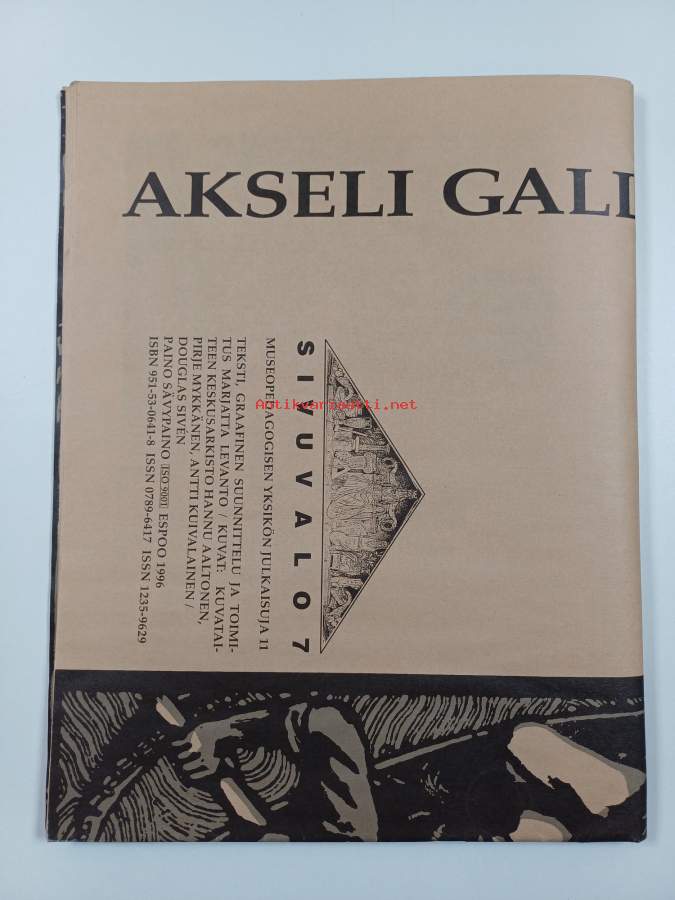 AKSELI GALL
SIVUVALO 7
MUSEOPEDAGOGISEN YKSIKÖN JULKAISUJA 11
TEKSTI, GRAAFINEN SUUNNITTELU JA TOIMI-
TUS MARJATTA LEVANTO / KUVAT: KUVATAI-
TEEN KESKUSARKISTO HANNU AALTONEN,
PIRJE MYKKÄNEN, ANTTI KUIVALAINEN /
DOUGLAS SIVÉN
PAINO SÄVYPAINO ISO 9001 ESPOO 1996
ISBN 951-53-0641-8 ISSN 0789-6417 ISSN 1235-9629
Antikvariaatti.net